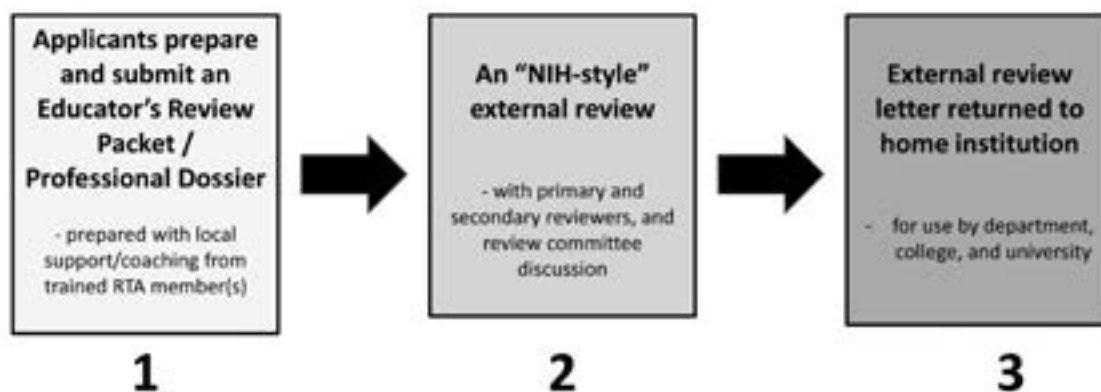 Applicants prepare
and submit an
Educator's Review
Packet /
Professional Dossier
- prepared with local
support/coaching from
trained RTA member(s)
1
An “NIH-style”
external review
- with primary and
secondary reviewers, and
review committee
discussion
2
External review
letter returned to
home institution
- for use by department,
college, and university
3